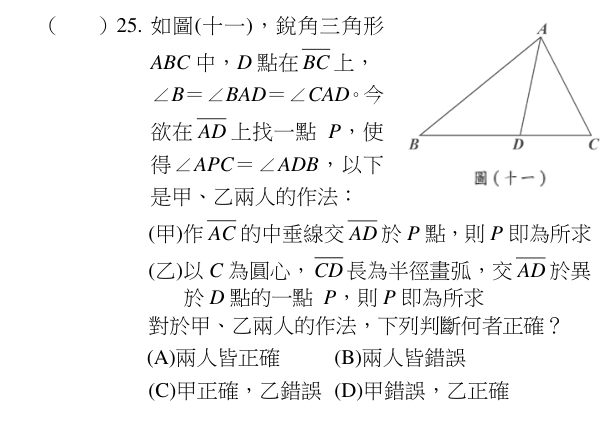 (　　) 25. 如圖(十一)，銳角三角形
ABC 中，D 點在 BC 上，
∠B＝∠BAD＝∠CAD。今
欲在 AD 上找一點 P，使
得∠APC＝∠ADB，以下
是甲、乙兩人的作法：
(甲)作 AC 的中垂線交 AD 於 P 點，則 P 即為所求
(乙)以 C 為圓心，CD 長為半徑畫弧，交 AD 於異
於 D 點的一點 P，則 P 即為所求
對於甲、乙兩人的作法，下列判斷何者正確？
(A)兩人皆正確 (B)兩人皆錯誤
(C)甲正確，乙錯誤 (D)甲錯誤，乙正確
A
B D C
圖(十一)